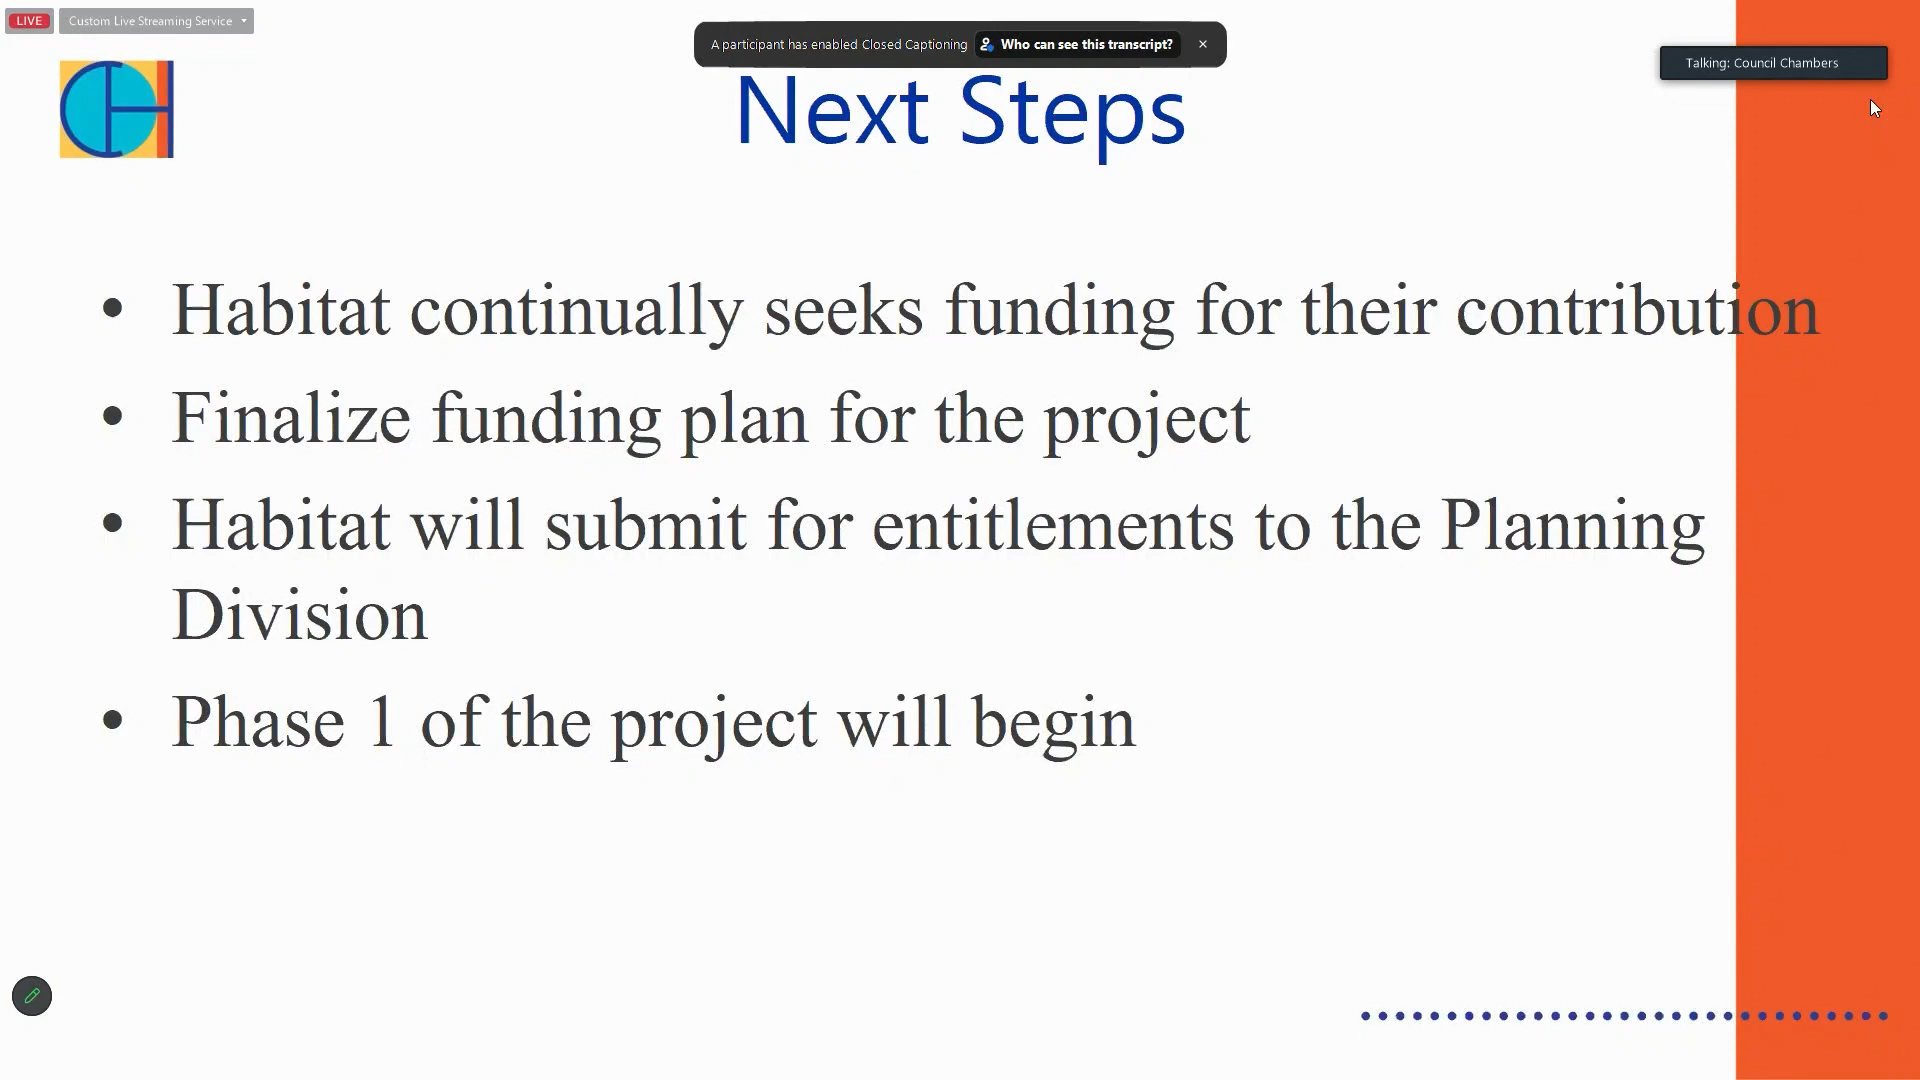 LIVE
Custom Live Streaming Service
A participant has enabled Closed Captioning
Who can see this transcript?
Talking: Council Chambers
CH
Next Steps
• Habitat continually seeks funding for their contribution
• Finalize funding plan for the project
• Habitat will submit for entitlements to the Planning
Division
• Phase 1 of the project will begin